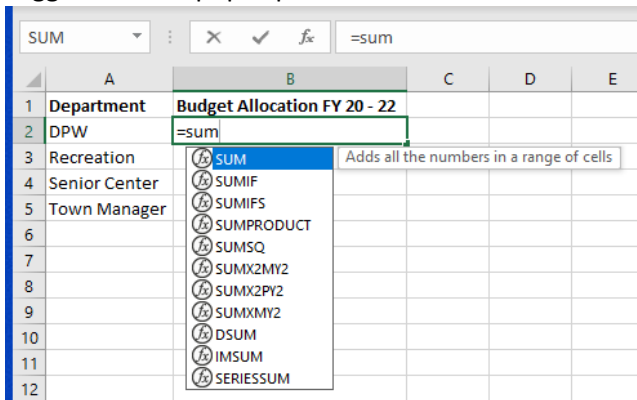 SUM =sum
A B C D E
1 Department Budget Allocation FY 20 - 22
2 DPW =sum
3 Recreation SUM Adds all the numbers in a range of cells
4 Senior Center SUMIF
5 Town Manager SUMIFS
6 SUMPRODUCT
7 SUMSQ
SUMX2MY2
8 SUMX2PY2
9 SUMXMY2
10 DSUM
11 IMSUM
12 SERIESSUM